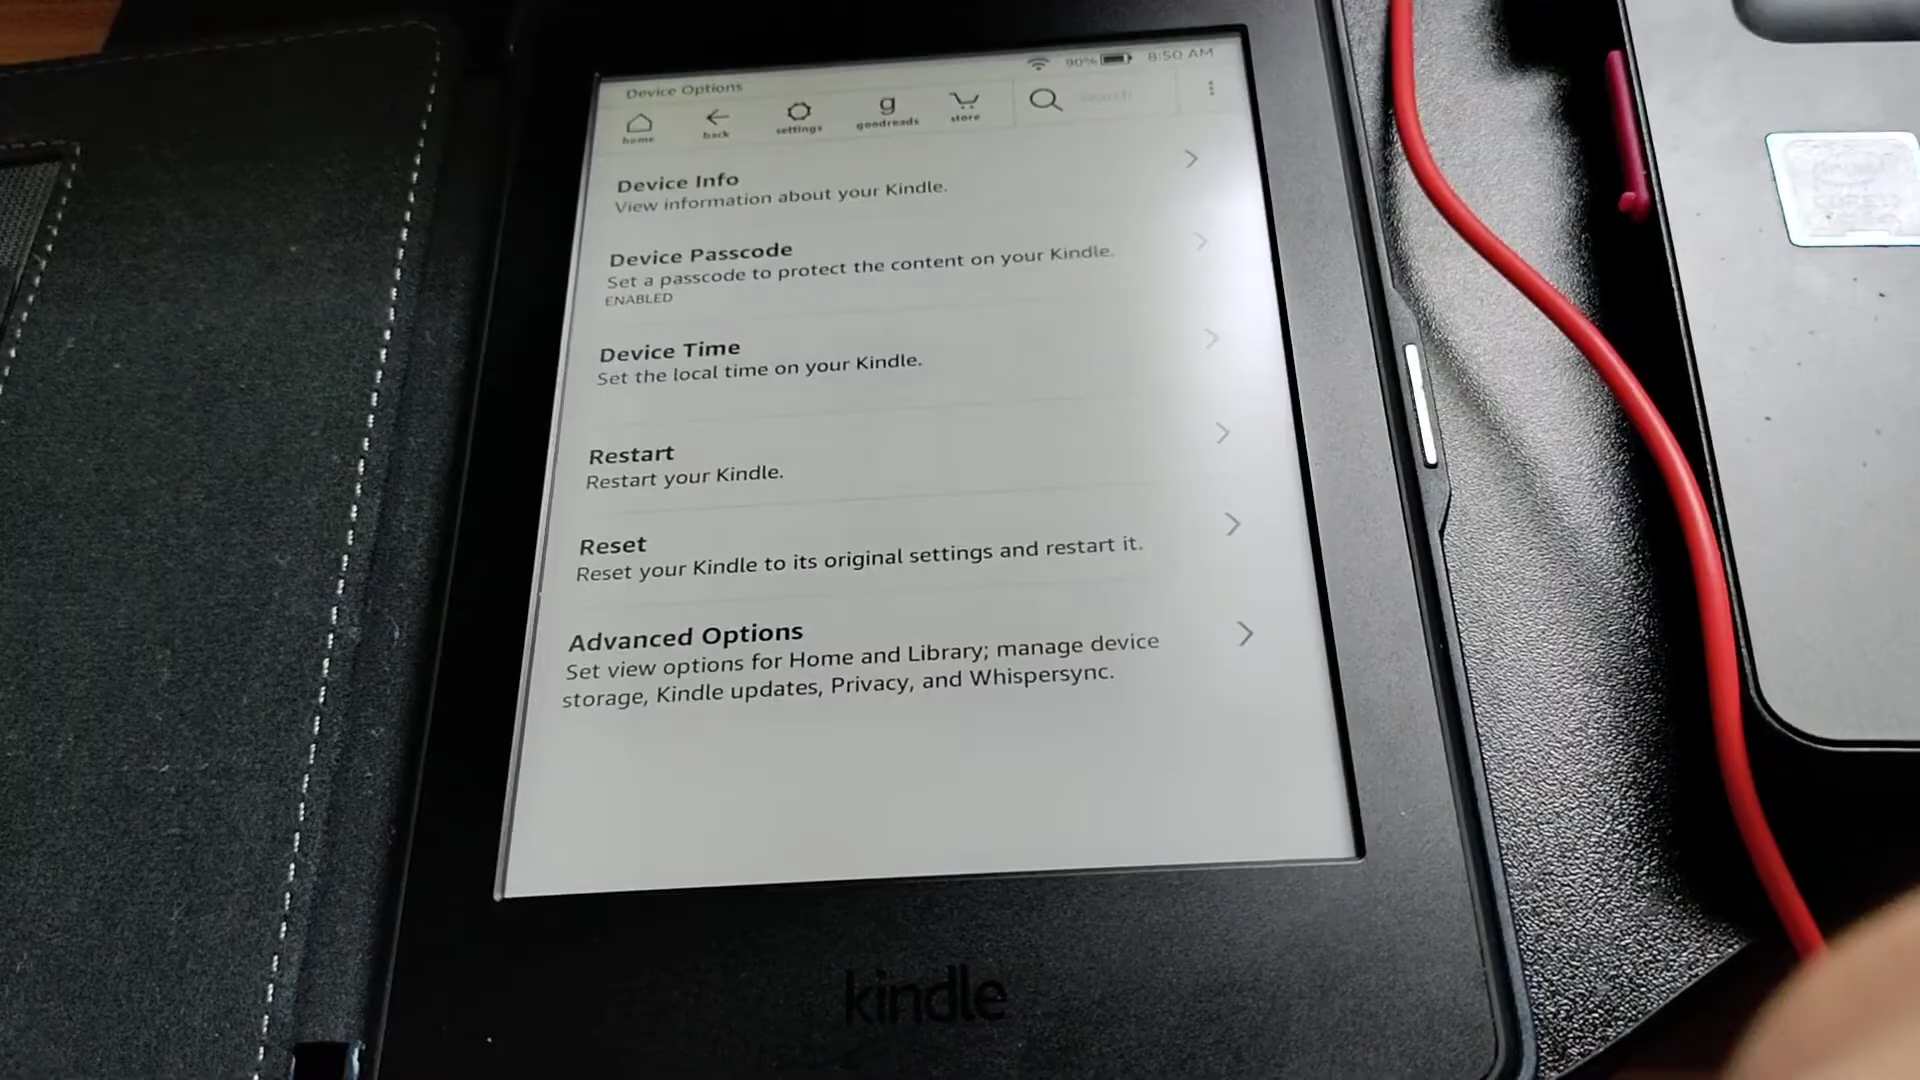 90% 8:50 AM
Device Options
home back settings goodreads store search
Device Info
View information about your Kindle.
Device Passcode
Set a passcode to protect the content on your Kindle.
ENABLED
Device Time
Set the local time on your Kindle.
Restart
Restart your Kindle.
Reset
Reset your Kindle to its original settings and restart it.
Advanced Options
Set view options for Home and Library; manage device
storage, Kindle updates, Privacy, and Whispersync.
kindle